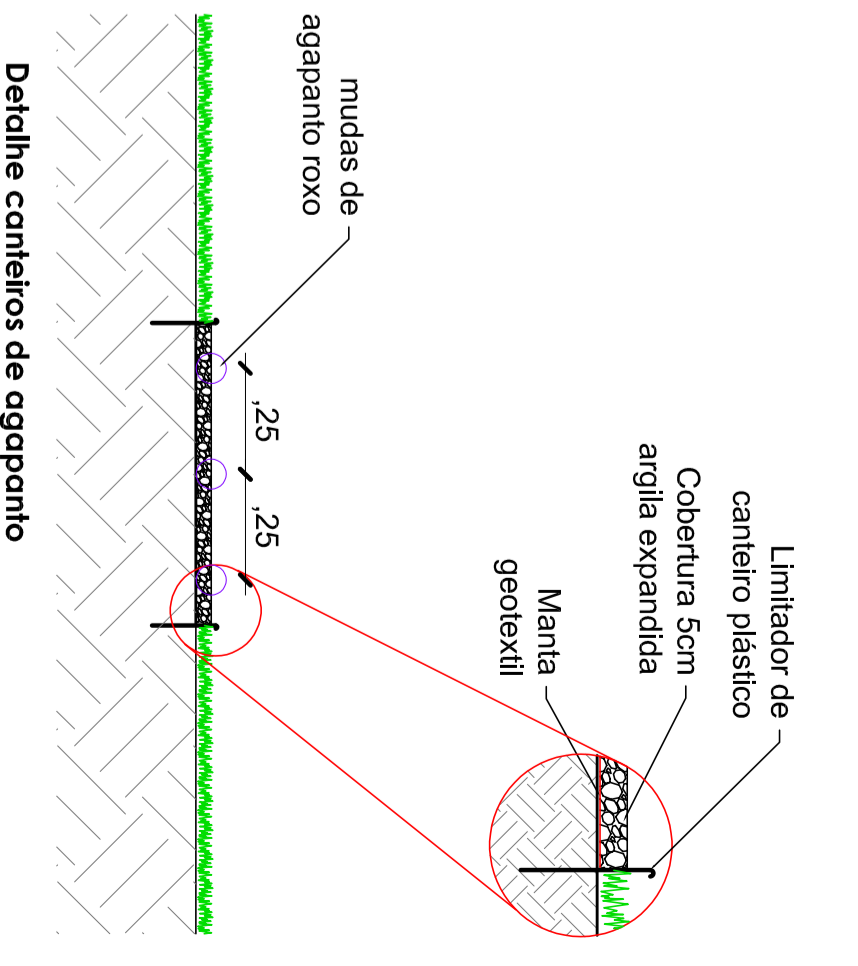 Limitador de
canteiro plástico
Cobertura 5cm
argila expandida
Manta
geotextil
mudas de
agapanto roxo
,25
,25
Detalhe canteiros de agapanto